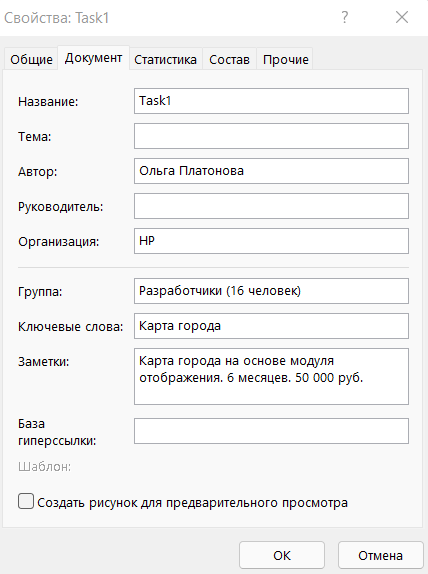 Свойства: Task1
?
Общие Документ Статистика Состав Прочие
Название: Task1
Тема:
Автор: Ольга Платонова
Руководитель:
Организация: HP
Группа: Разработчики (16 человек)
Ключевые слова: Карта города
Заметки: Карта города на основе модуля
отображения. 6 месяцев. 50 000 руб.
База
гиперссылки:
Шаблон:
Создать рисунок для предварительного просмотра
ОК Отмена